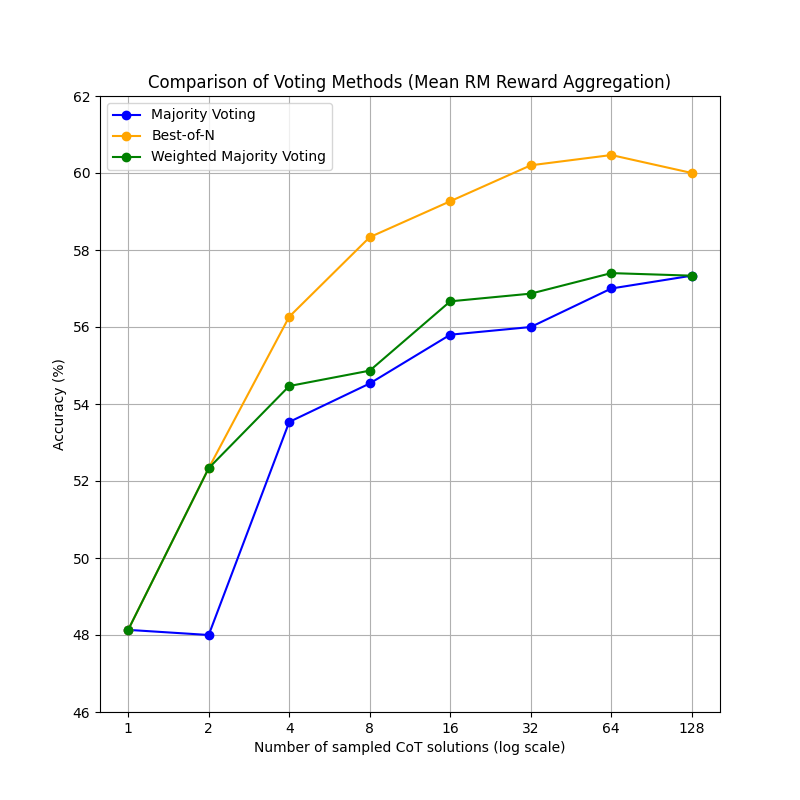 Comparison of Voting Methods (Mean RM Reward Aggregation)
Majority Voting
Best-of-N
Weighted Majority Voting
62
60
58
56
54
52
50
48
46
Accuracy (%)
1 2 4 8 16 32 64 128
Number of sampled CoT solutions (log scale)